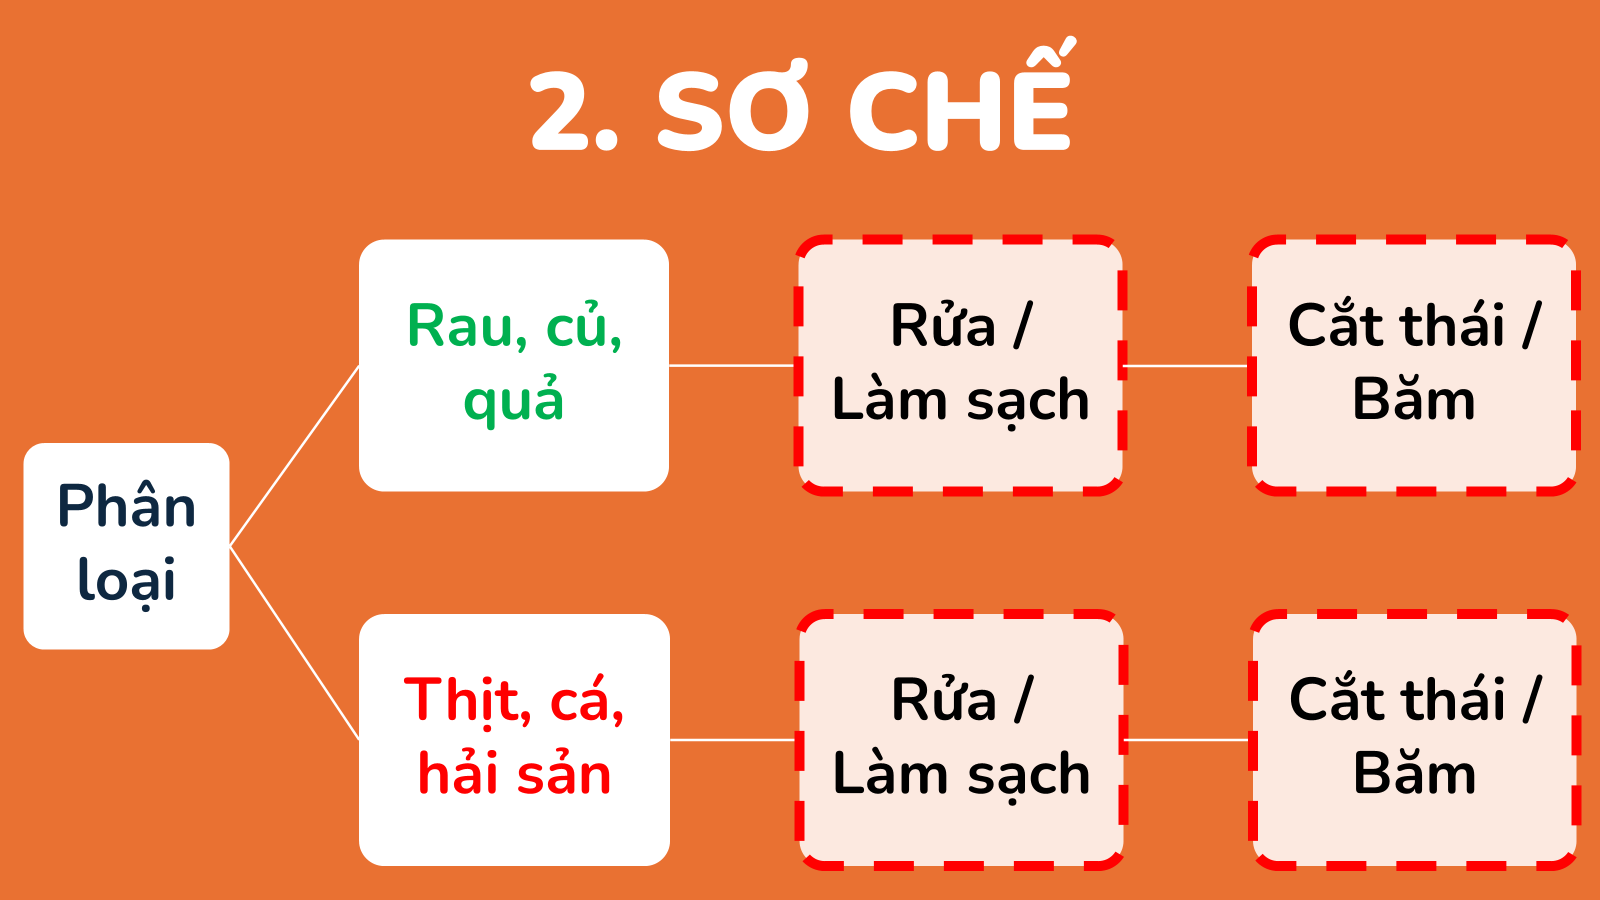 2. SƠ CHẾ
Phân
loại
Rau, củ,
quả
Rửa /
Làm sạch
Cắt thái /
Băm
Thịt, cá,
hải sản
Rửa /
Làm sạch
Cắt thái /
Băm